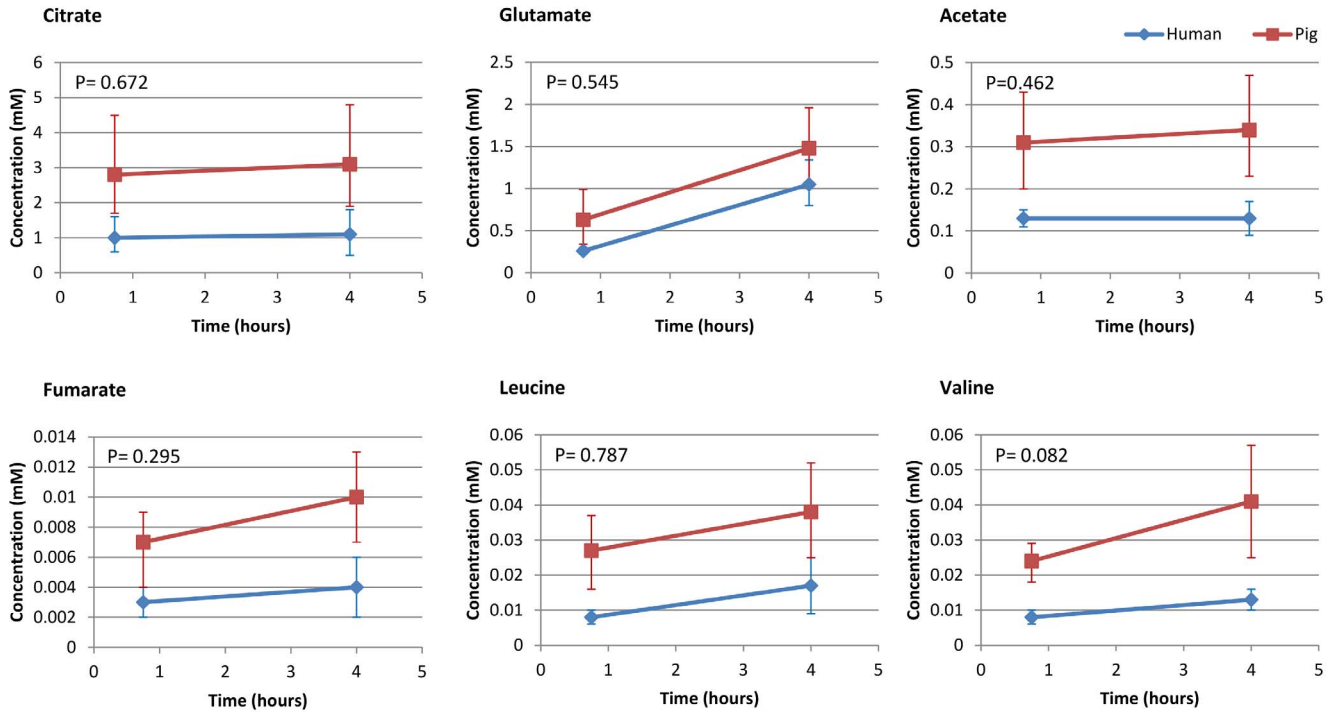 Citrate
P= 0.672
Concentration (mM)
6
5
4
3
2
1
0
0 1 2 3 4 5
Time (hours)
Glutamate
P= 0.545
Concentration (mM)
2.5
2
1.5
1
0.5
0
0 1 2 3 4 5
Time (hours)
Acetate
Human Pig
P=0.462
Concentration (mM)
0.5
0.4
0.3
0.2
0.1
0
0 1 2 3 4 5
Time (hours)
Fumarate
P= 0.295
Concentration (mM)
0.014
0.012
0.01
0.008
0.006
0.004
0.002
0
0 1 2 3 4 5
Time (hours)
Leucine
P= 0.787
Concentration (mM)
0.06
0.05
0.04
0.03
0.02
0.01
0
0 1 2 3 4 5
Time (hours)
Valine
P= 0.082
Concentration (mM)
0.06
0.05
0.04
0.03
0.02
0.01
0
0 1 2 3 4 5
Time (hours)